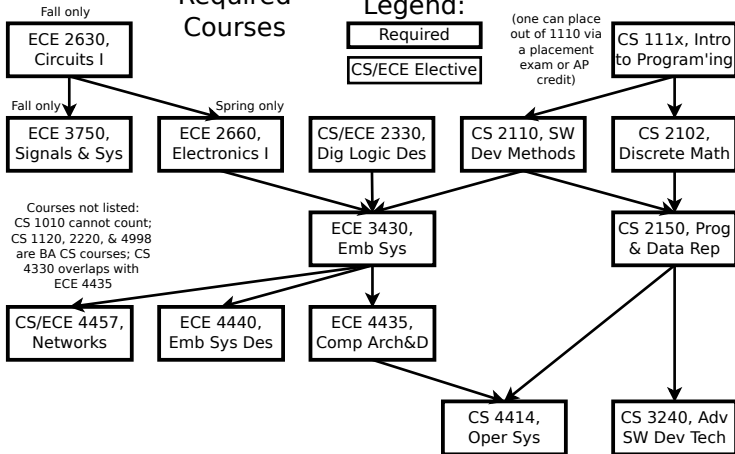 Required
Courses
Legend:
Required
CS/ECE Elective
(one can place
out of 1110 via
a placement
exam or AP
credit)
Fall only
ECE 2630,
Circuits I
CS 111x, Intro
to Program'ing
Fall only
ECE 3750,
Signals & Sys
Spring only
ECE 2660,
Electronics I
CS/ECE 2330,
Dig Logic Des
CS 2110, SW
Dev Methods
CS 2102,
Discrete Math
Courses not listed:
CS 1010 cannot count;
CS 1120, 2220, & 4998
are BA CS courses; CS
4330 overlaps with
ECE 4435
ECE 3430,
Emb Sys
CS 2150, Prog
& Data Rep
CS/ECE 4457,
Networks
ECE 4440,
Emb Sys Des
ECE 4435,
Comp Arch&D
CS 4414,
Oper Sys
CS 3240, Adv
SW Dev Tech